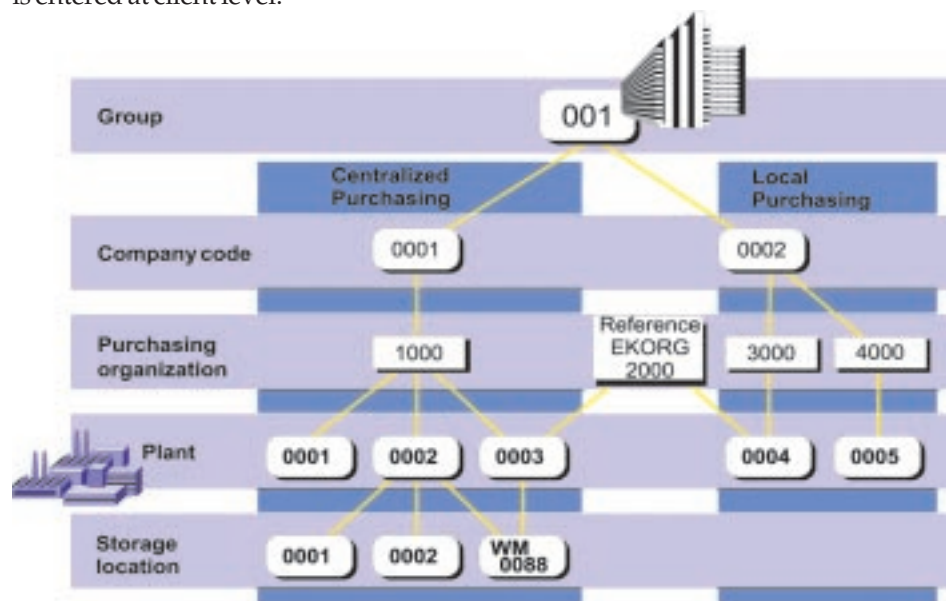 is entered at client level.
Group
001
Centralized
Purchasing
Local
Purchasing
Company code
0001
0002
Purchasing
organization
1000
Reference
EKORG
2000
3000
4000
Plant
0001
0002
0003
0004
0005
Storage
location
0001
0002
WM
0088